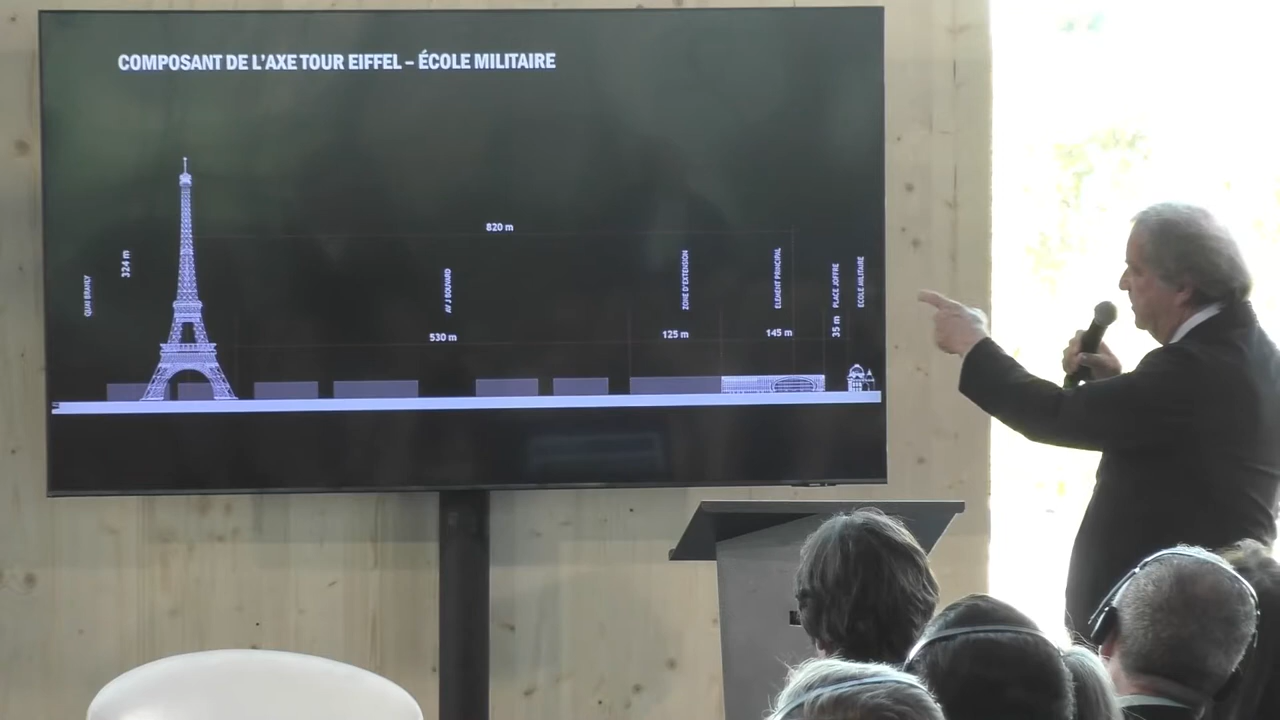 COMPOSANT DE L'AXE TOUR EIFFEL – ÉCOLE MILITAIRE
820 m
QUAI BRANLY
324 m
AV J BOUVARD
ZONE D'EXTENSION
ELEMENT PRINCIPAL
PLACE JOFFRE
ECOLE MILITAIRE
530 m
125 m
145 m
35 m